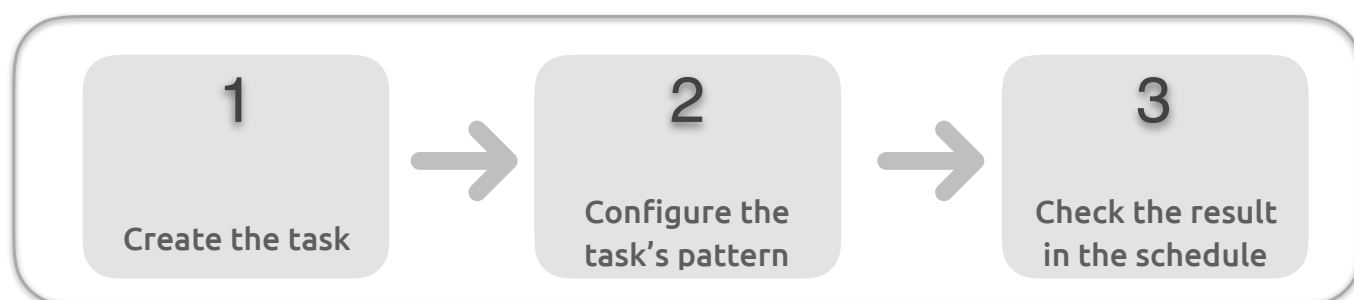 1
Create the task
2
Configure the
task’s pattern
3
Check the result
in the schedule